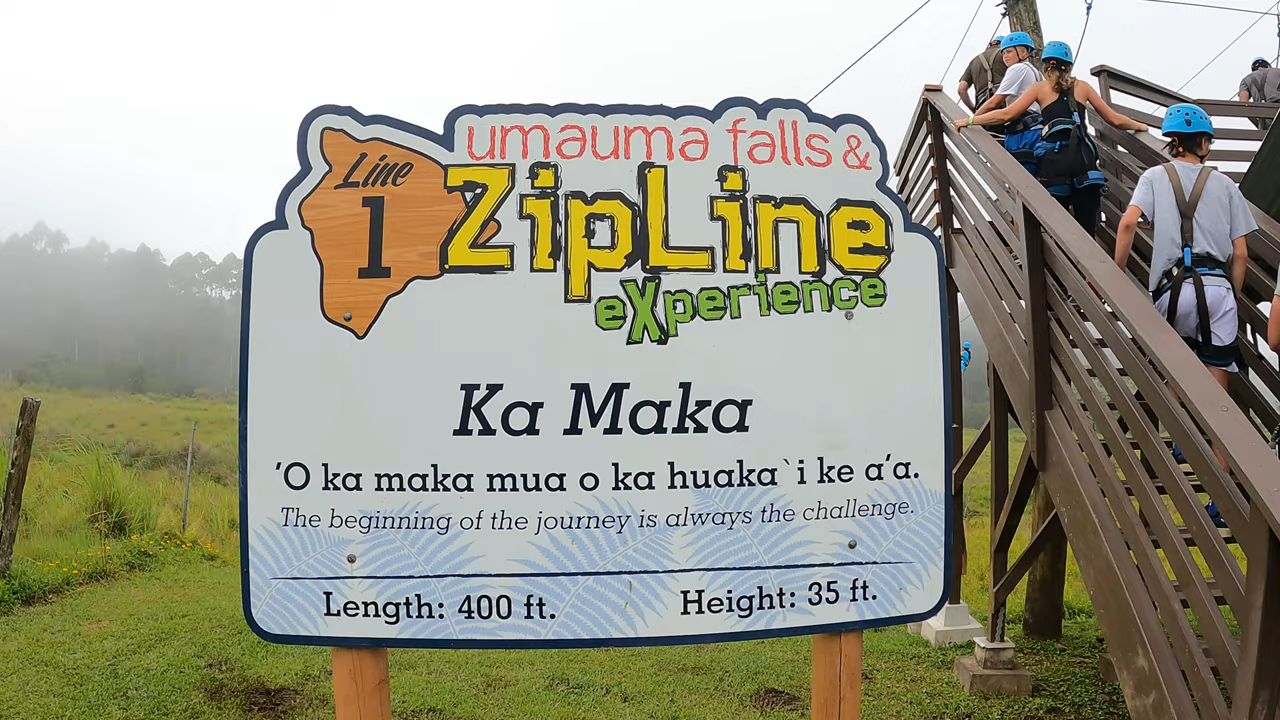 Line
1
umauma falls &
ZipLine
eXperience
Ka Maka
'O ka maka mua o ka huaka`i ke a'a.
The beginning of the journey is always the challenge.
Length: 400 ft.
Height: 35 ft.